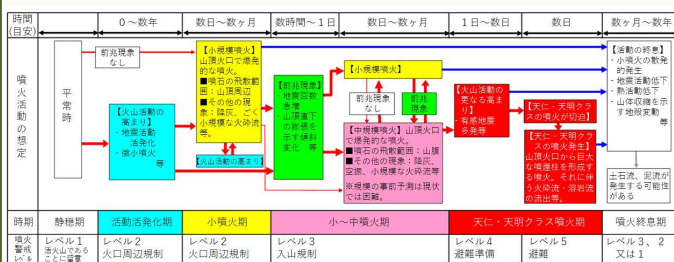 時間
(目安)
０～数年
数日～数ヶ月
数時間～１日
数日～数ヶ月
１日～数日
数日
数ヶ月～数年
噴火活動の想定
平常時
前兆現象
なし
【火山活動の
高まり】
・地震活動
活発化
・微小噴火
等
【小規模噴火】
山頂火口で爆発
的な噴火。
■噴石の飛散範
囲：山頂周辺
■その他の現
象：降灰、ごく
小規模な火砕流
等。
【火山活動の高まり】
【前兆現象】
・地震回数
急増
・山頂直下
の膨張を
示す傾斜
変化　等
【小規模噴火】
前兆現象
なし
前兆
現象
【中規模噴火】山頂火口
で爆発的な噴火。
■噴石の飛散範囲：山腹
■その他の現象：降灰、
空振、小規模な火砕流等
※規模の事前予測は現状
では困難。
【火山活動
の更なる高
まり】
・有感地震
多発等
【天仁・天明クラ
スの噴火が切迫】
【天仁・天明クラ
スの噴火発生】
山頂火口から巨大
な噴煙柱を形成す
る噴火。それに伴
う火砕流・溶岩流
の流出等。
【活動の終息】
・小噴火の散発
的発生
・地震活動低下
・熱活動低下
・山体収縮を示
す地殻変動
等
土石流、泥流が
発生する可能性
がある
時期
静穏期
活動活発化期
小噴火期
小～中噴火期
天仁・天明クラス噴火期
噴火終息期
噴火
警戒
レベル
レベル１
活火山である
ことに留意
レベル２
火口周辺規制
レベル２
火口周辺規制
レベル３
入山規制
レベル４
避難準備
レベル５
避難
レベル３、２
又は１